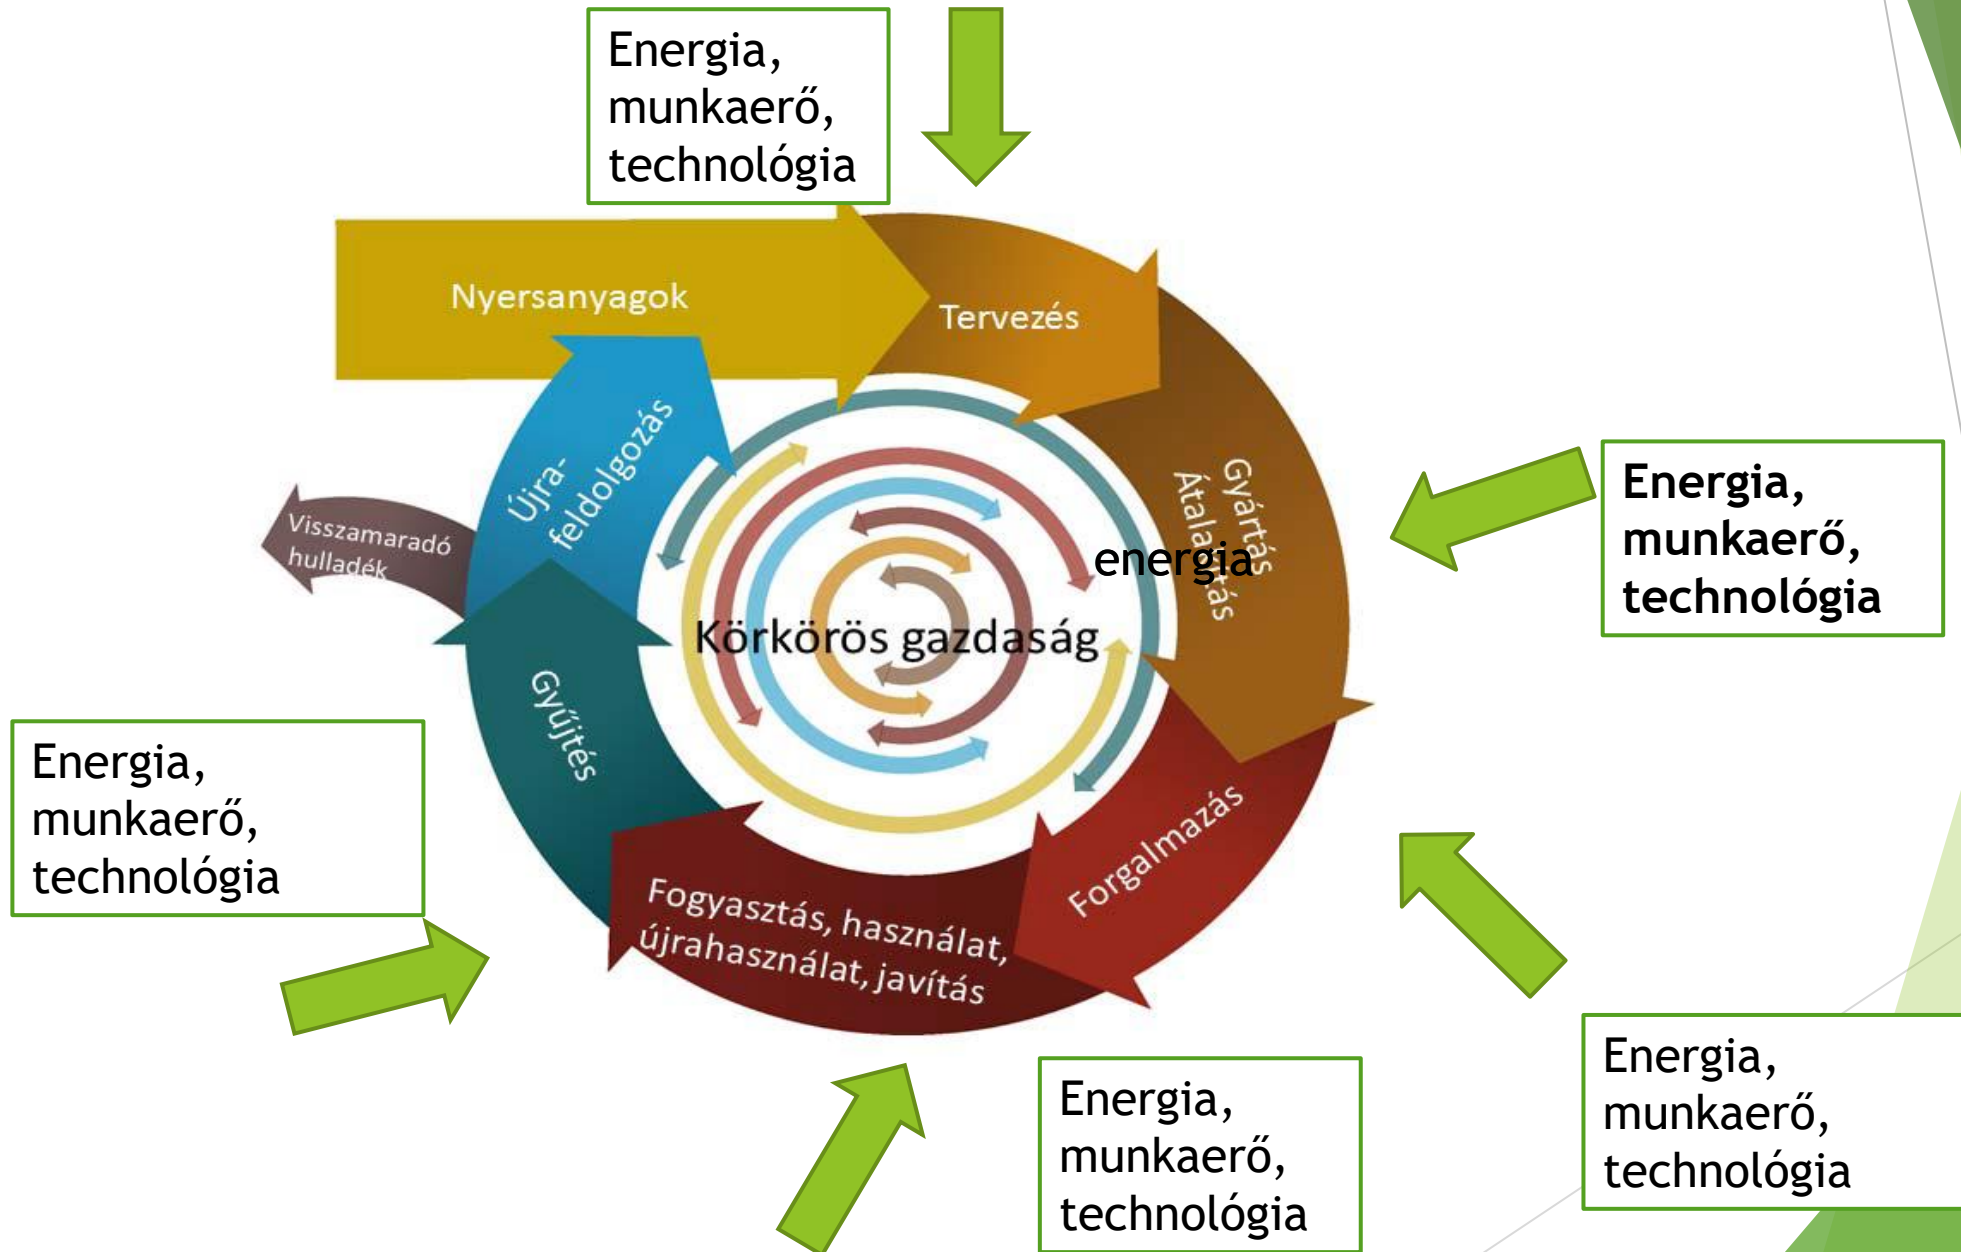 Energia,
munkaerő,
technológia
Nyersanyagok
Tervezés
Gyártás
Átalakítás
energia
Energia,
munkaerő,
technológia
Újra-
feldolgozás
Visszamaradó
hulladék
Körkörös gazdaság
Gyűjtés
Forgalmazás
Fogyasztás, használat,
újrahasználat, javítás
Energia,
munkaerő,
technológia
Energia,
munkaerő,
technológia
Energia,
munkaerő,
technológia